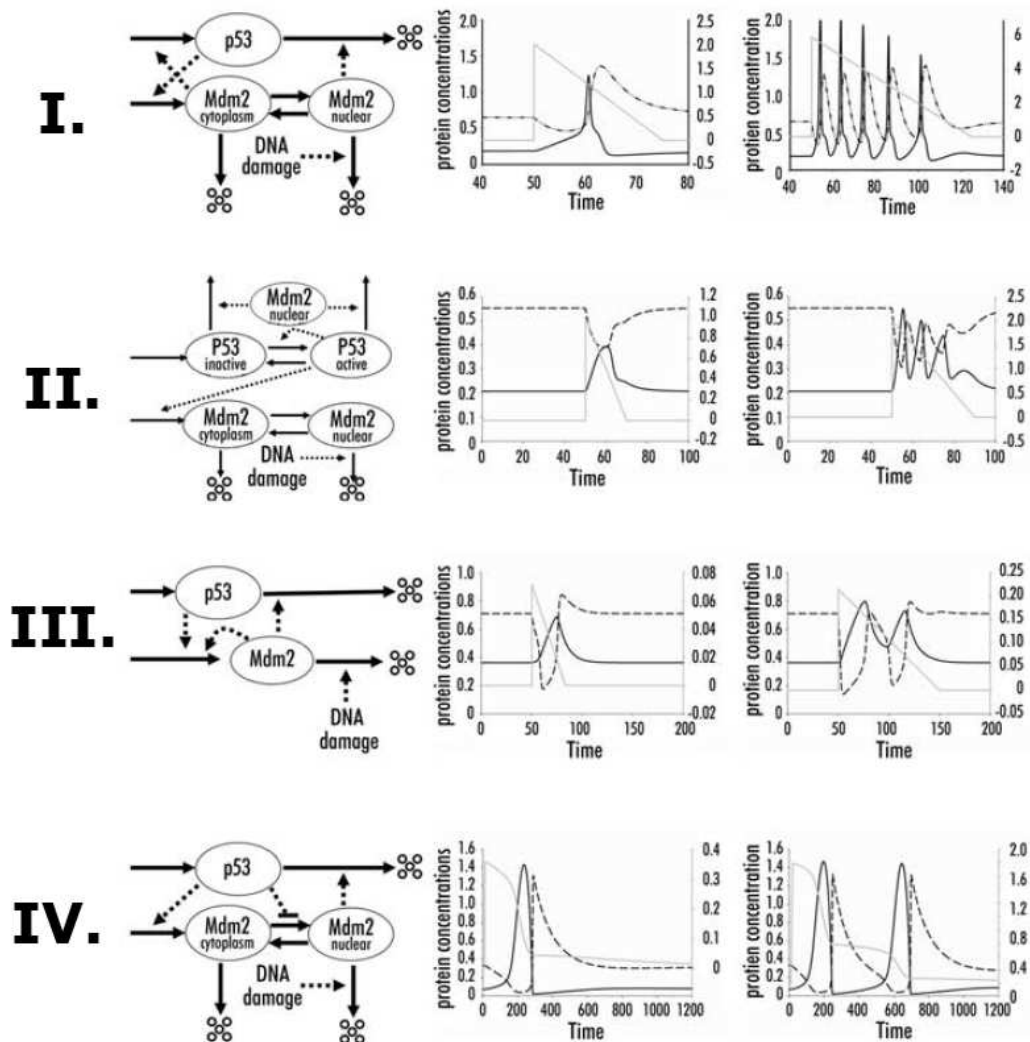 I.
p53
Mdm2
cytoplasm
Mdm2
nuclear
DNA
damage
protein concentrations
2.0
1.5
1.0
0.5
0
2.5
2.0
1.5
1.0
0.5
0
-0.5
40 50 60 70 80
Time
protien concentrations
2.0
1.5
1.0
0.5
0
6
4
2
0
-2
40 60 80 100 120 140
Time
II.
Mdm2
nuclear
P53
inactive
P53
active
Mdm2
cytoplasm
Mdm2
nuclear
DNA
damage
protein concentrations
0.6
0.5
0.4
0.3
0.2
0.1
0
1.2
1.0
0.8
0.6
0.4
0.2
0
-0.2
0 20 40 60 80 100
Time
protien concentrations
0.6
0.5
0.4
0.3
0.2
0.1
0
2.5
2.0
1.5
1.0
0.5
0
-0.5
0 20 40 60 80 100
Time
III.
p53
Mdm2
DNA
damage
protein concentrations
1.0
0.8
0.6
0.4
0.2
0
0.08
0.06
0.04
0.02
0
-0.02
0 50 100 150 200
Time
protein concentrations
1.0
0.8
0.6
0.4
0.2
0
0.25
0.20
0.15
0.10
0.05
0
-0.05
0 50 100 150 200
Time
IV.
p53
Mdm2
cytoplasm
Mdm2
nuclear
DNA
damage
protein concentrations
1.6
1.4
1.2
1.0
0.8
0.6
0.4
0.2
0
0.4
0.3
0.2
0.1
0
0 200 400 600 800 1000 1200
Time
protein concentrations
1.6
1.4
1.2
1.0
0.8
0.6
0.4
0.2
0
2.0
1.6
1.2
0.8
0.4
0
0 200 400 600 800 1000 1200
Time